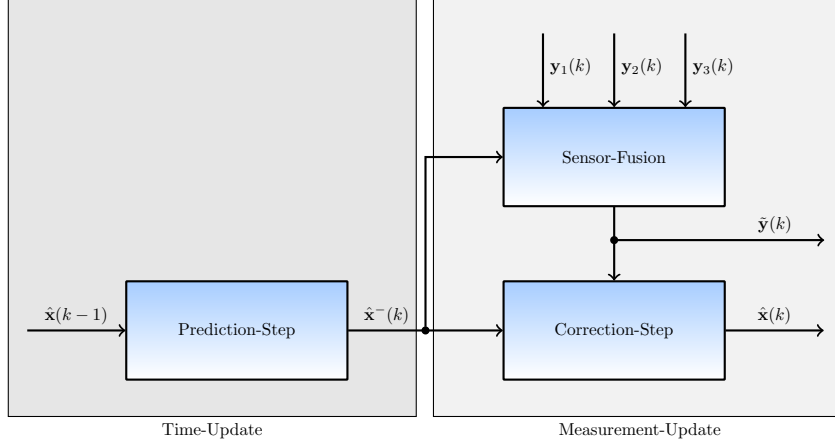 𝐲₁(k) 𝐲₂(k) 𝐲₃(k)
Sensor-Fusion
𝐲̃(k)
𝐱̂(k − 1) Prediction-Step 𝐱̂⁻(k) Correction-Step 𝐱̂(k)
Time-Update Measurement-Update